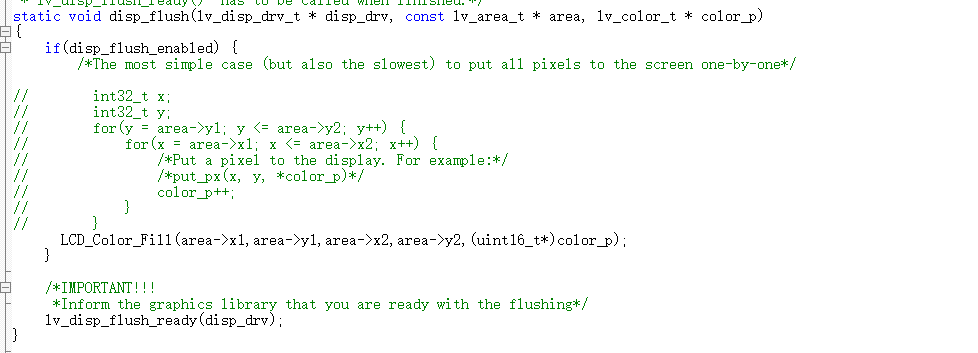 * 'lv_disp_flush_ready()' has to be called when finished.*/
static void disp_flush(lv_disp_drv_t * disp_drv, const lv_area_t * area, lv_color_t * color_p)
{
    if(disp_flush_enabled) {
        /*The most simple case (but also the slowest) to put all pixels to the screen one-by-one*/

//        int32_t x;
//        int32_t y;
//        for(y = area->y1; y <= area->y2; y++) {
//            for(x = area->x1; x <= area->x2; x++) {
//                /*Put a pixel to the display. For example:*/
//                /*put_px(x, y, *color_p)*/
//                color_p++;
//            }
//        }
      LCD_Color_Fill(area->x1,area->y1,area->x2,area->y2,(uint16_t*)color_p);
    }

    /*IMPORTANT!!!
     *Inform the graphics library that you are ready with the flushing*/
    lv_disp_flush_ready(disp_drv);
}